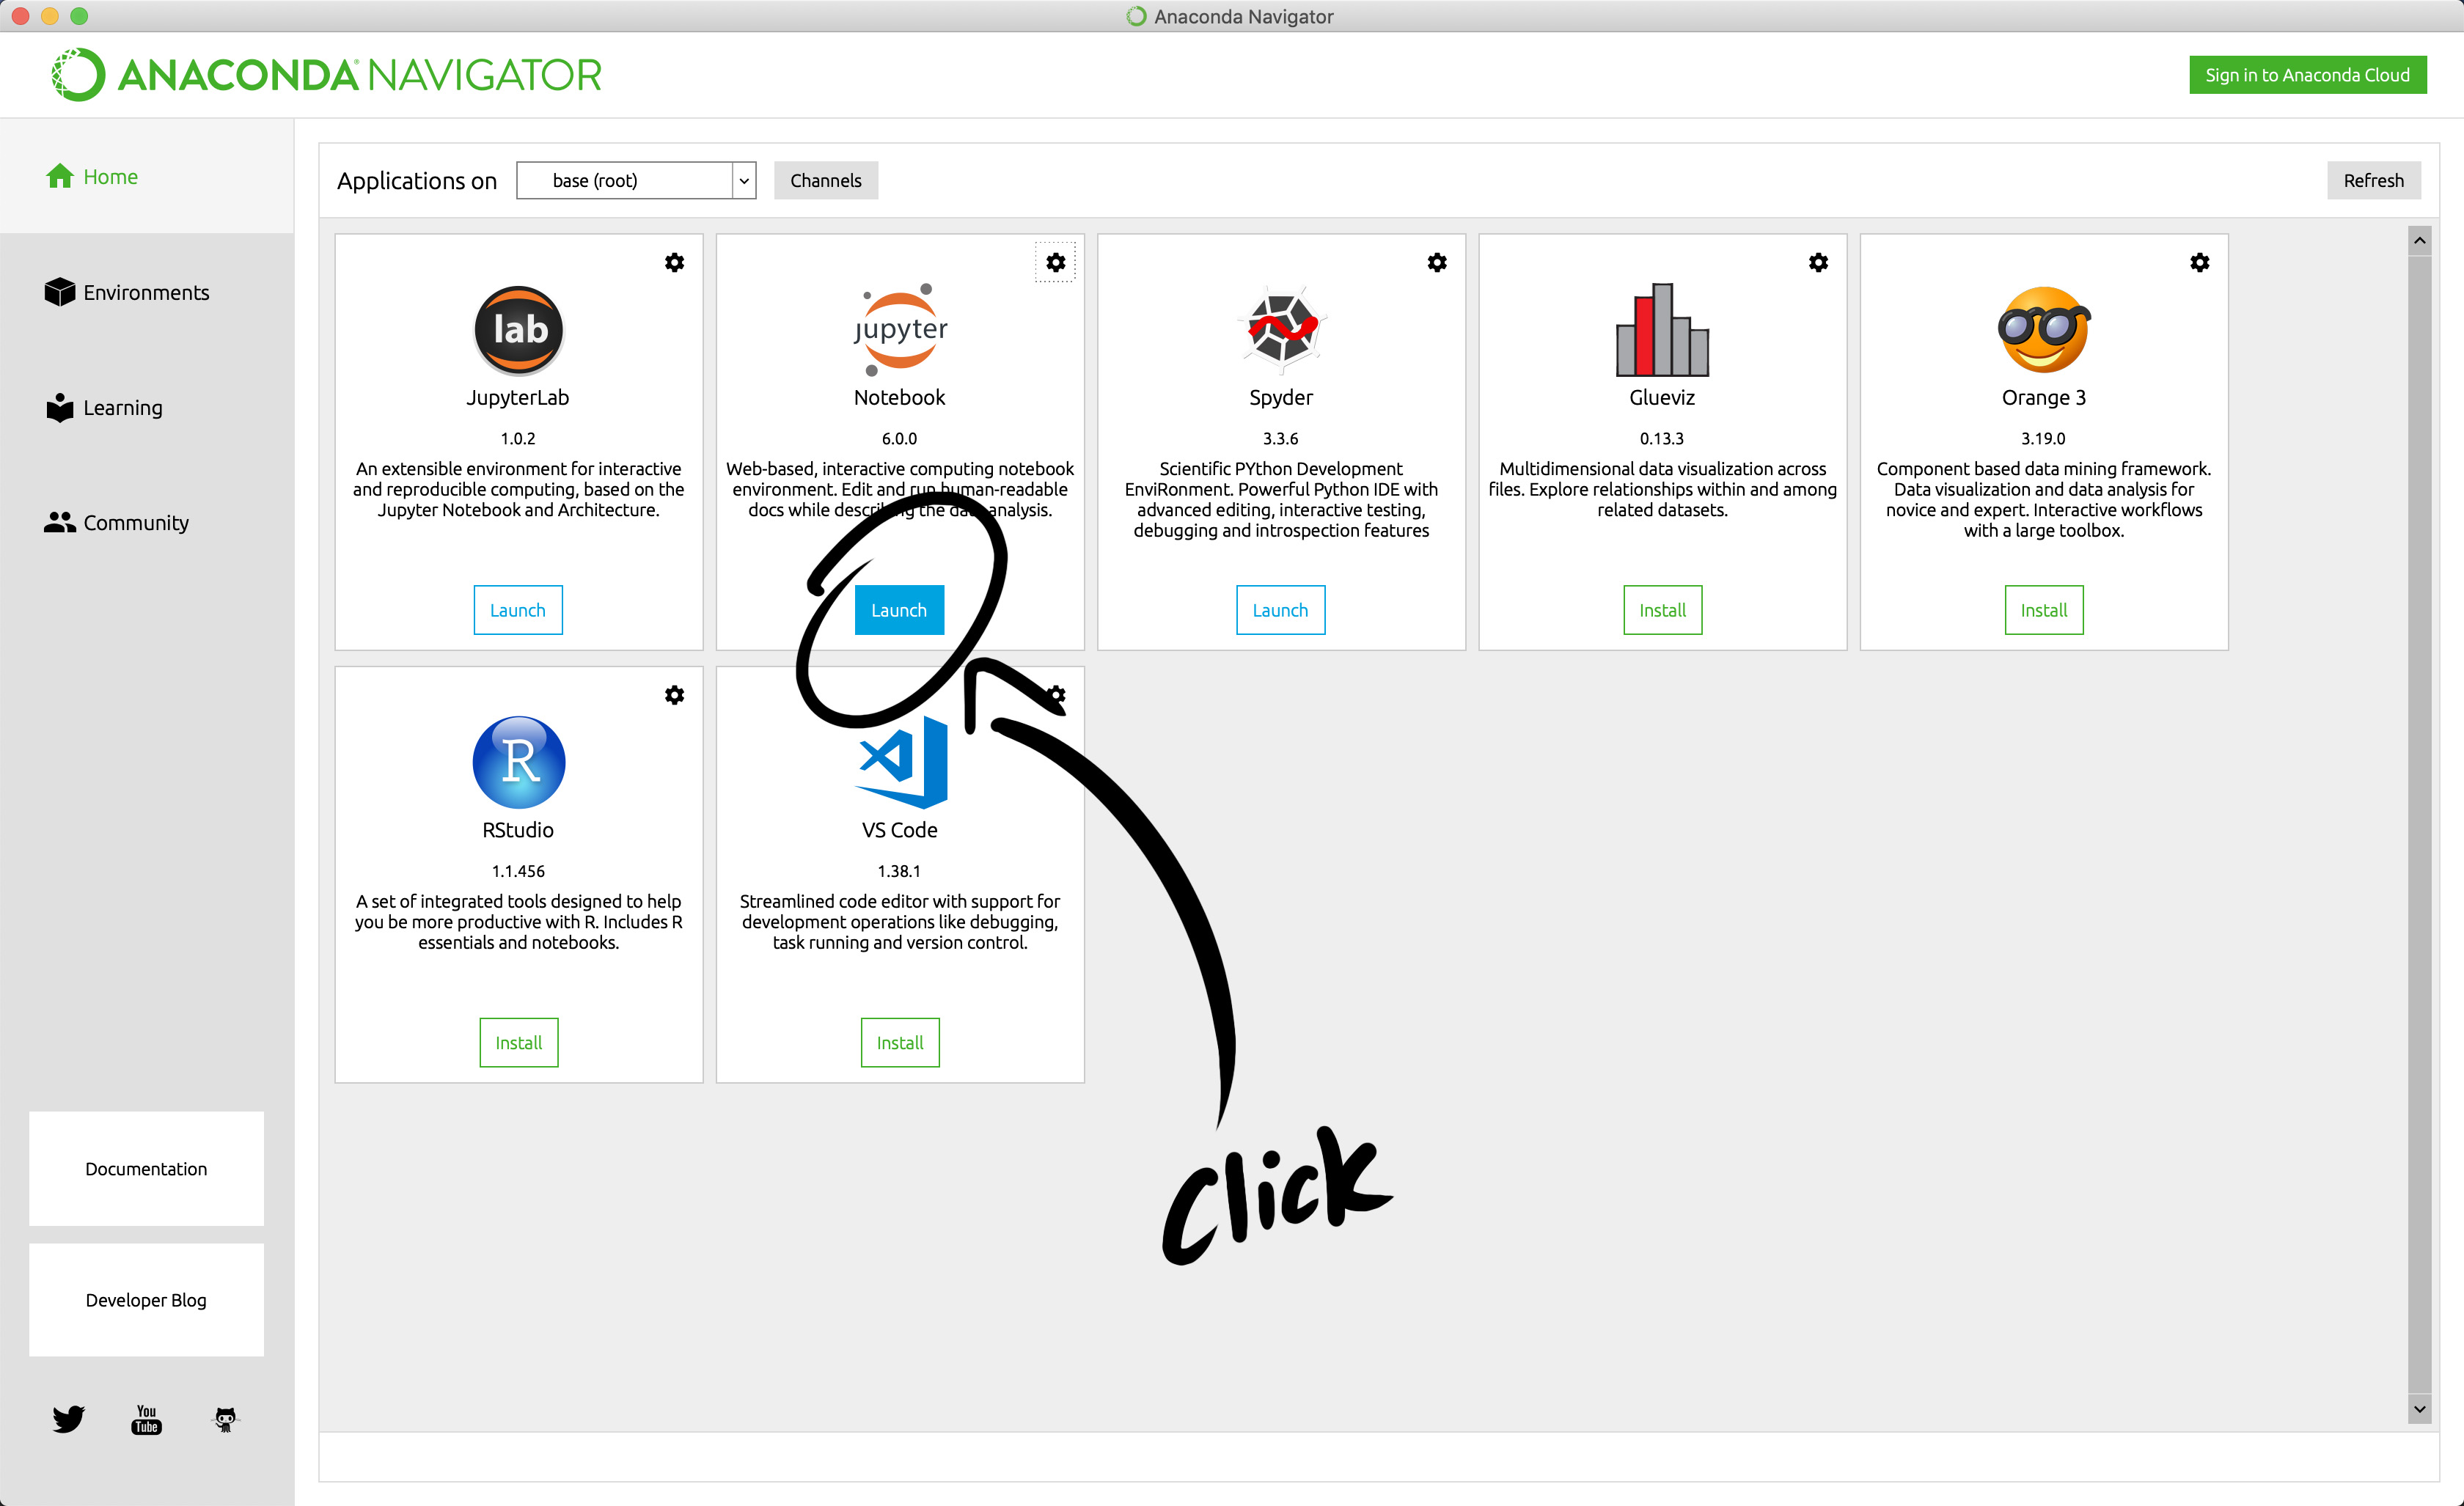 Anaconda Navigator
ANACONDA NAVIGATOR
Sign in to Anaconda Cloud
Home
Environments
Learning
Community
Documentation
Developer Blog
You
Tube
Applications on
base (root)
Channels
Refresh
lab
JupyterLab
1.0.2
An extensible environment for interactive
and reproducible computing, based on the
Jupyter Notebook and Architecture.
Launch
jupyter
Notebook
6.0.0
Web-based, interactive computing notebook
environment. Edit and run human-readable
docs while describing the data analysis.
Launch
Spyder
3.3.6
Scientific PYthon Development
EnviRonment. Powerful Python IDE with
advanced editing, interactive testing,
debugging and introspection features
Launch
Glueviz
0.13.3
Multidimensional data visualization across
files. Explore relationships within and among
related datasets.
Install
Orange 3
3.19.0
Component based data mining framework.
Data visualization and data analysis for
novice and expert. Interactive workflows
with a large toolbox.
Install
R
RStudio
1.1.456
A set of integrated tools designed to help
you be more productive with R. Includes R
essentials and notebooks.
Install
VS Code
1.38.1
Streamlined code editor with support for
development operations like debugging,
task running and version control.
Install
Click